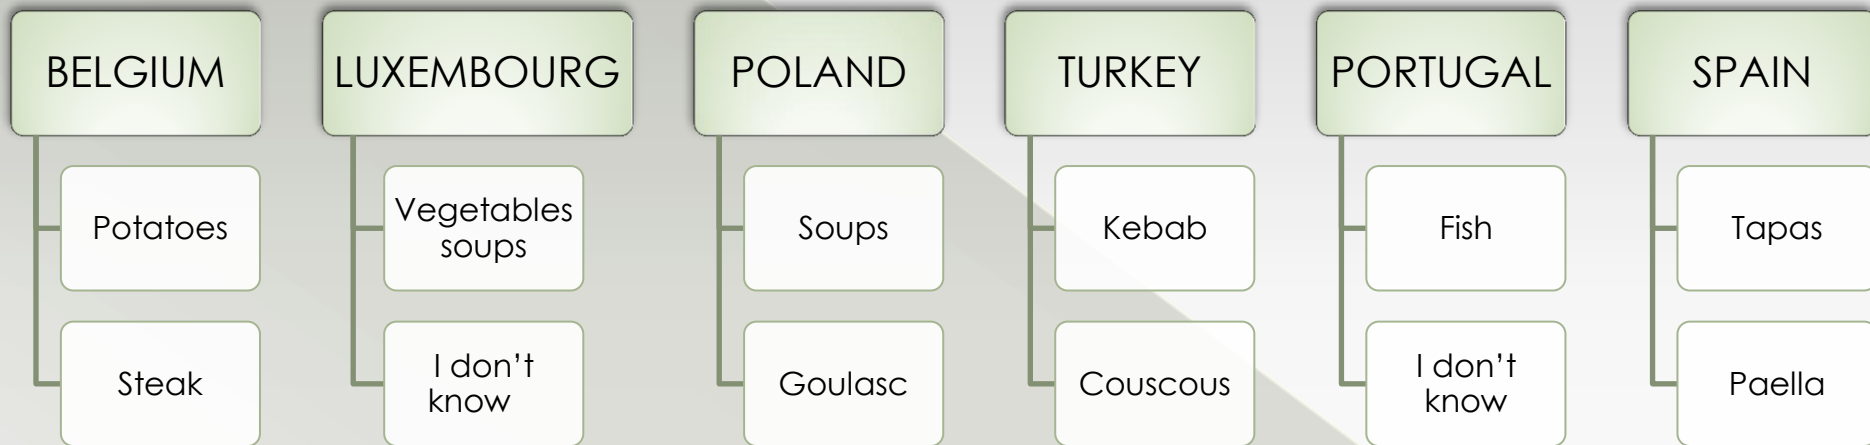 BELGIUM
Potatoes
Steak
LUXEMBOURG
Vegetables
soups
I don't
know
POLAND
Soups
Goulasc
TURKEY
Kebab
Couscous
PORTUGAL
Fish
I don't
know
SPAIN
Tapas
Paella